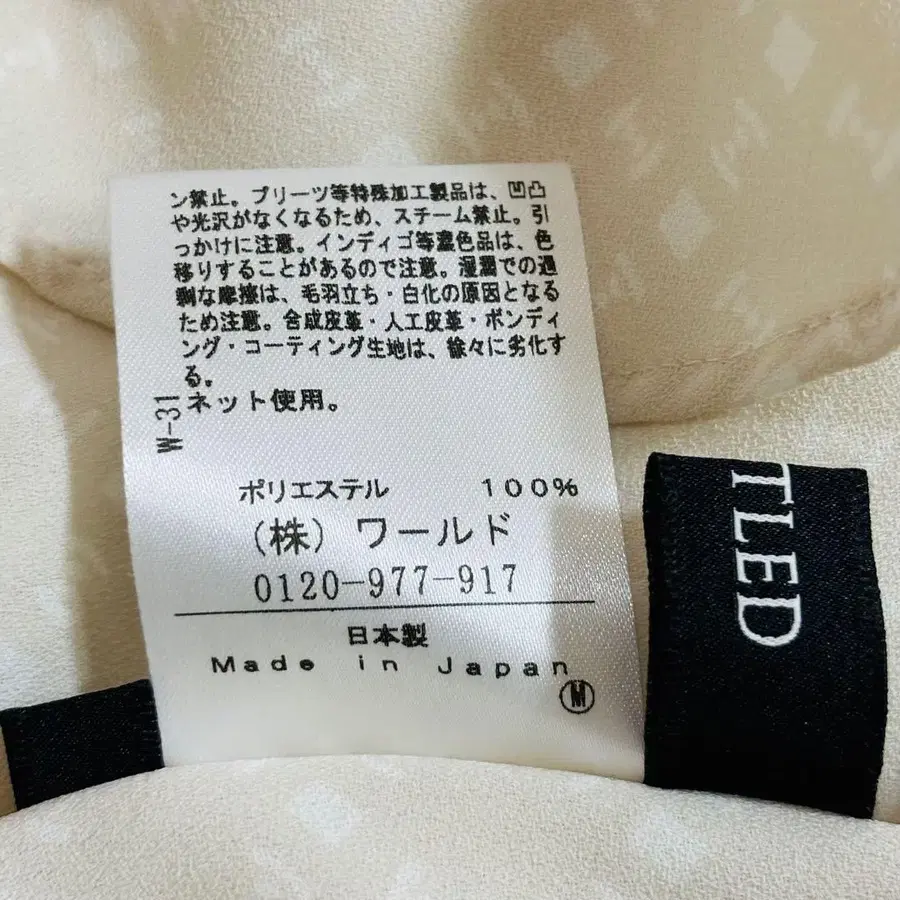 ン禁止。プリーツ等特殊加工製品は、凹凸
や光沢がなくなるため、スチーム禁止。引
っかけに注意。インディゴ等濃色品は、色
移りすることがあるので注意。湿潤での過
剰な摩擦は、毛羽立ち・白化の原因となる
ため注意。合成皮革・人工皮革・ボンディ
ング・コーティング生地は、徐々に劣化す
る。
ネット使用。
W-31
ポリエステル 100%
(株) ワールド
0120-977-917
日本製
Made in Japan
M
TLED